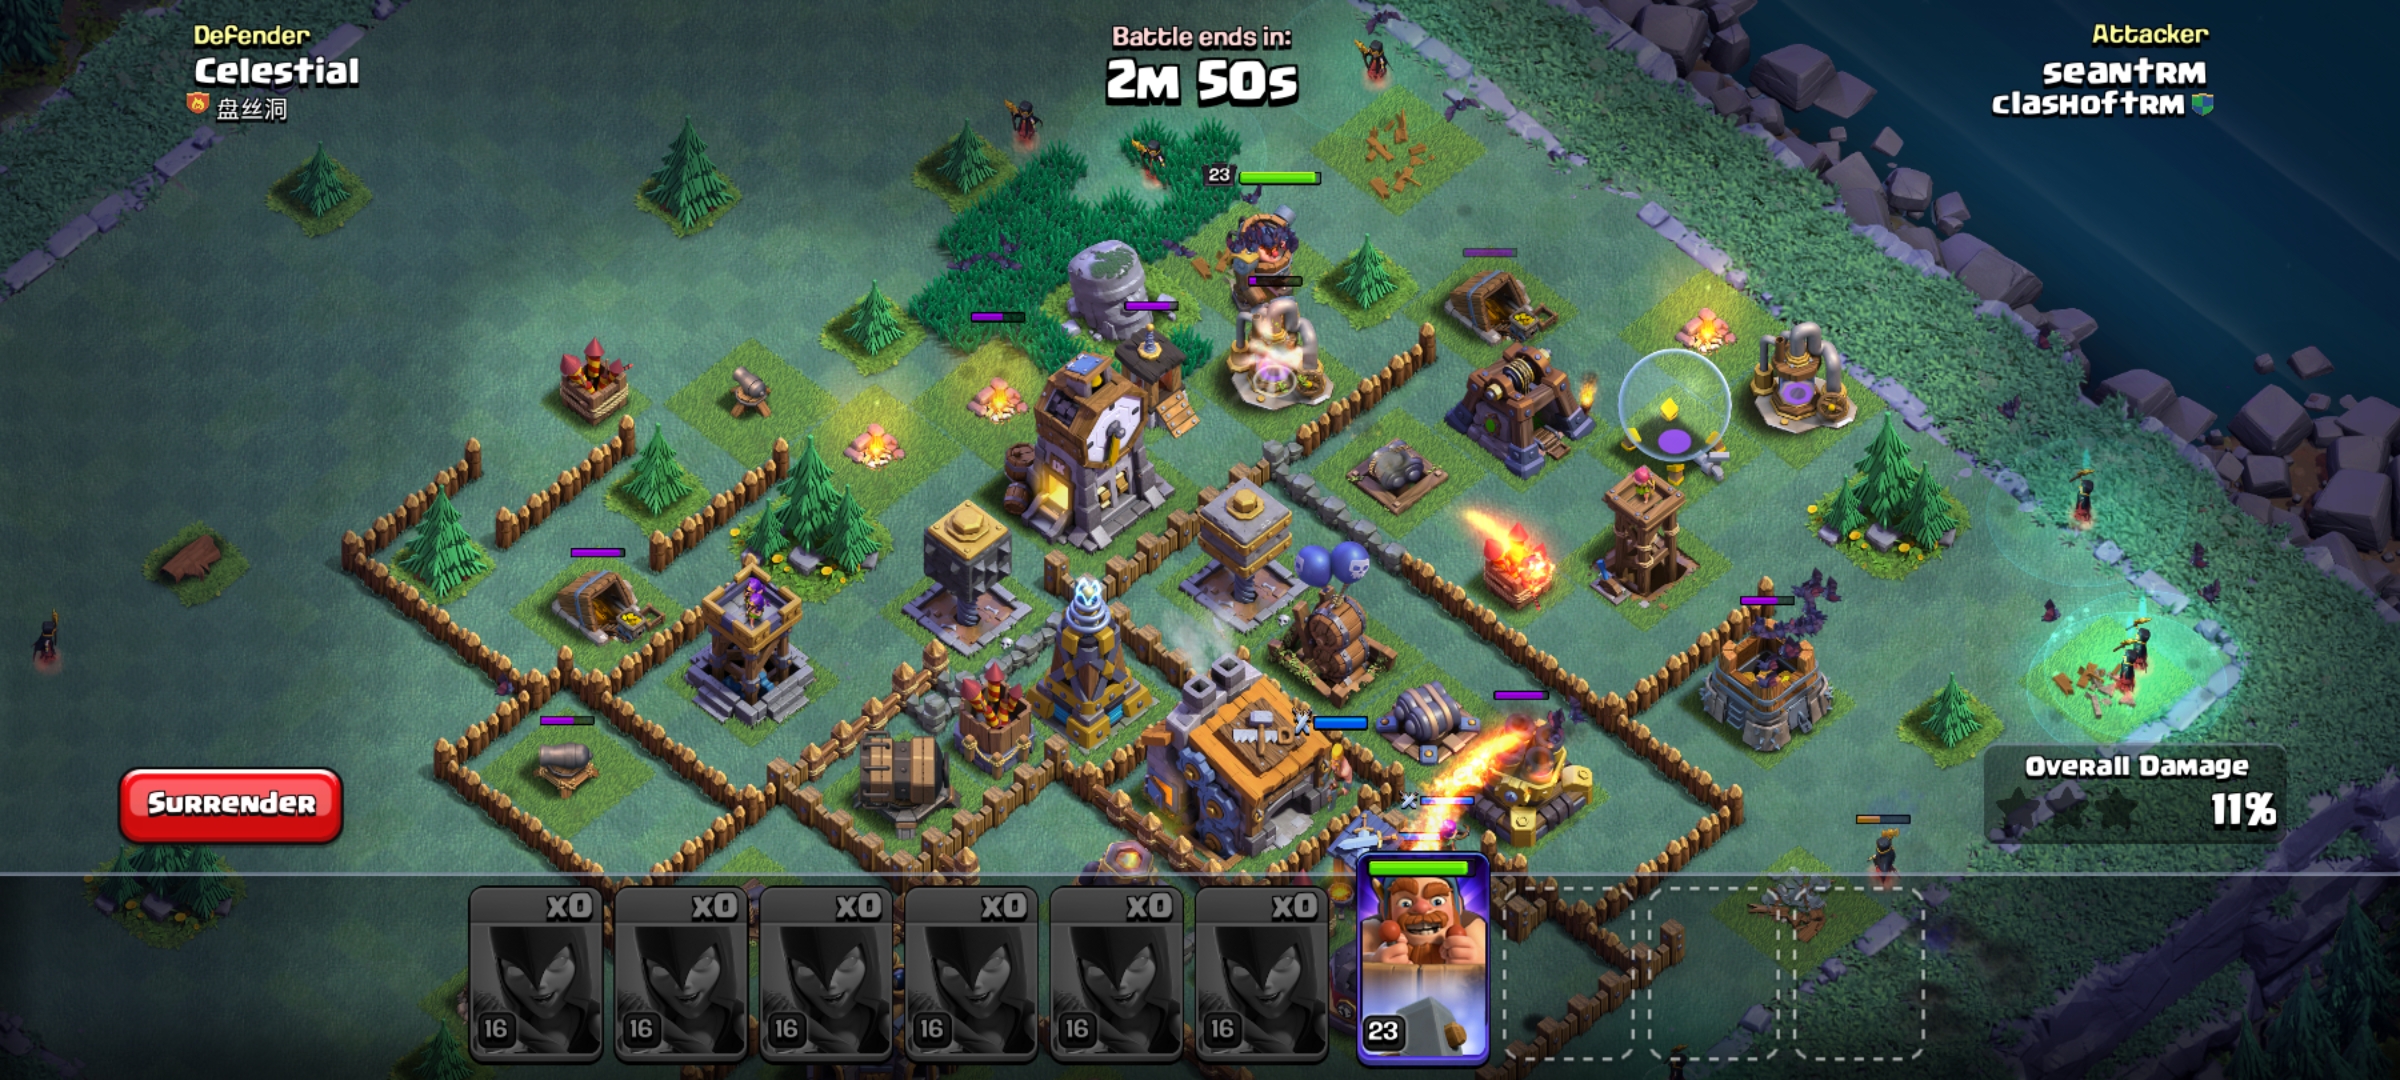 Defender
Celestial
盘丝洞
Battle ends in:
2M 50s
Attacker
seantRM
clashoftRM
23
Surrender
Overall Damage
11%
x0
x0
x0
x0
x0
x0
16
16
16
16
16
16
23